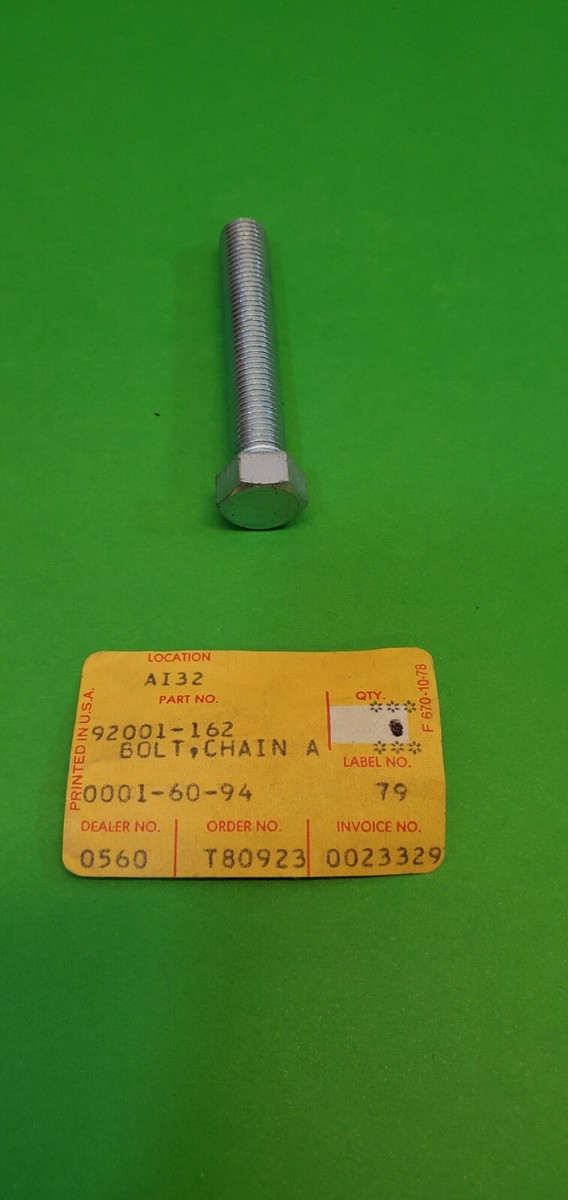 LOCATION
AI32
PART NO.
QTY.
***
92001-162
***
BOLT,CHAIN A
LABEL NO.
0001-60-94
79
DEALER NO.
ORDER NO.
INVOICE NO.
0560
T80923
0023329
PRINTED IN U.S.A.
F 670-10-78